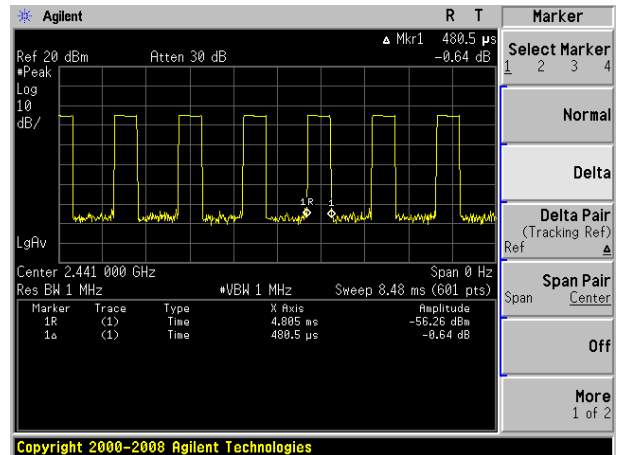 Agilent R T Marker
▵ Mkr1 480.5 µs
Ref 20 dBm Atten 30 dB -0.64 dB
#Peak
Log
10
dB/
1R 1
LgAv
Center 2.441 000 GHz Span 0 Hz
Res BW 1 MHz #VBW 1 MHz Sweep 8.48 ms (601 pts)
Marker Trace Type X Axis Amplitude
1R (1) Time 4.805 ms -56.26 dBm
1▵ (1) Time 480.5 µs -0.64 dB
Select Marker
1 2 3 4
Normal
Delta
Delta Pair
(Tracking Ref)
Ref ▵
Span Pair
Span Center
Off
More
1 of 2
Copyright 2000-2008 Agilent Technologies